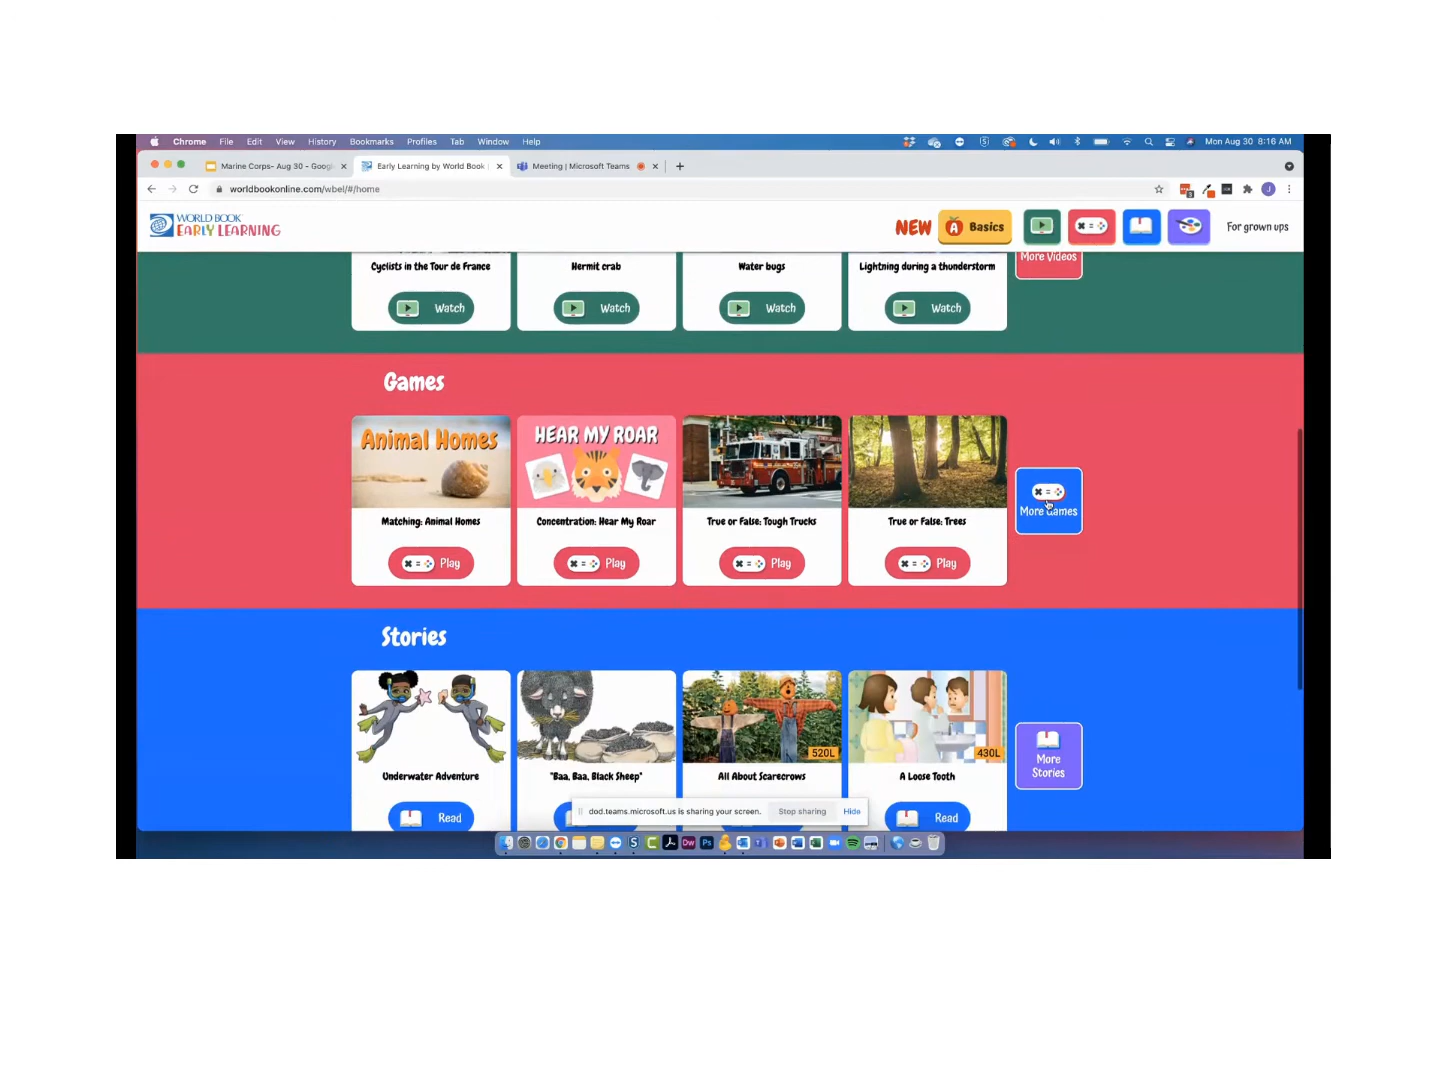 Chrome File Edit View History Bookmarks Profiles Tab Window Help Mon Aug 30 8:16 AM
Marine Corps- Aug 30 - Goog Early Learning by World Book Meeting | Microsoft Teams
worldbookonline.com/wbel/#/home
WORLD BOOK
EARLY LEARNING
NEW A Basics For grown ups
Cyclists in the Tour de France Hermit crab Water bugs Lightning during a thunderstorm More Videos
Watch Watch Watch Watch
Games
Animal Homes HEAR MY ROAR
Matching: Animal Homes Concentration: Hear My Roar True or False: Tough Trucks True or False: Trees
More Games
Play Play Play Play
Stories
520L 430L
More
Stories
Underwater Adventure "Baa, Baa, Black Sheep" All About Scarecrows A Loose Tooth
dod.teams.microsoft.us is sharing your screen. Stop sharing Hide
Read Read
Dw Ps